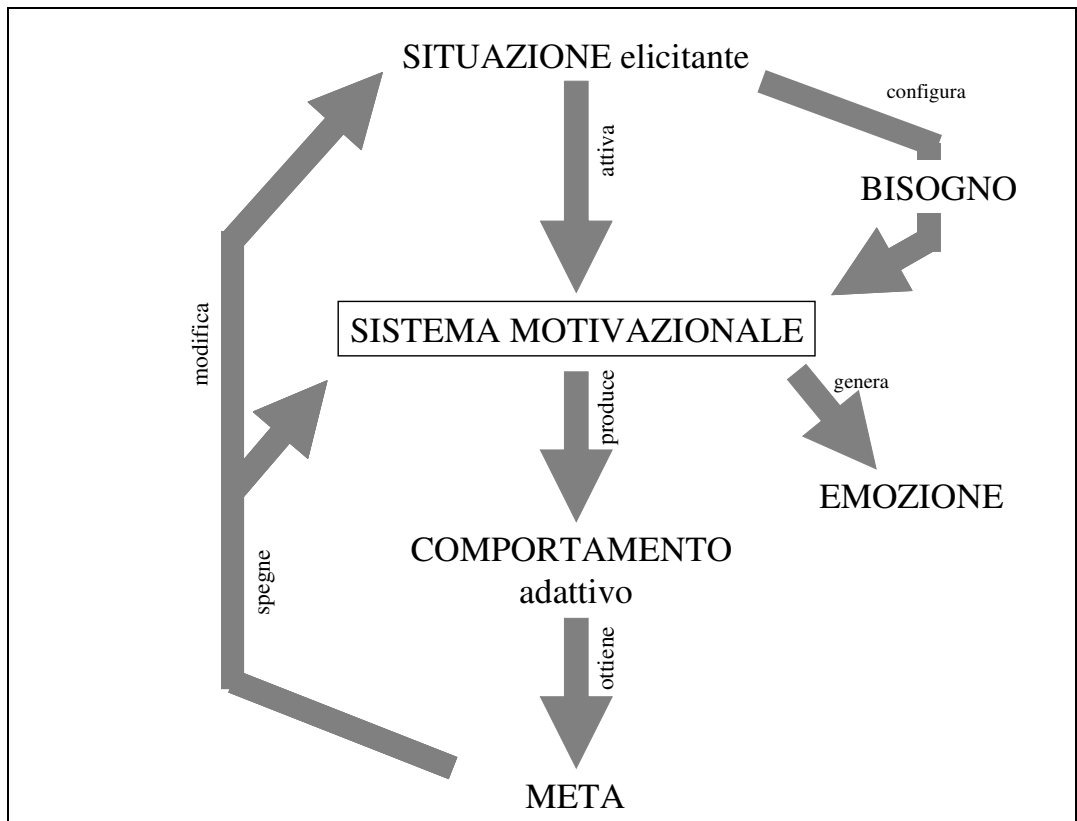 SITUAZIONE elicitante
configura
attiva
BISOGNO
modifica
SISTEMA MOTIVAZIONALE
produce
genera
EMOZIONE
COMPORTAMENTO
adattivo
spegne
ottiene
META